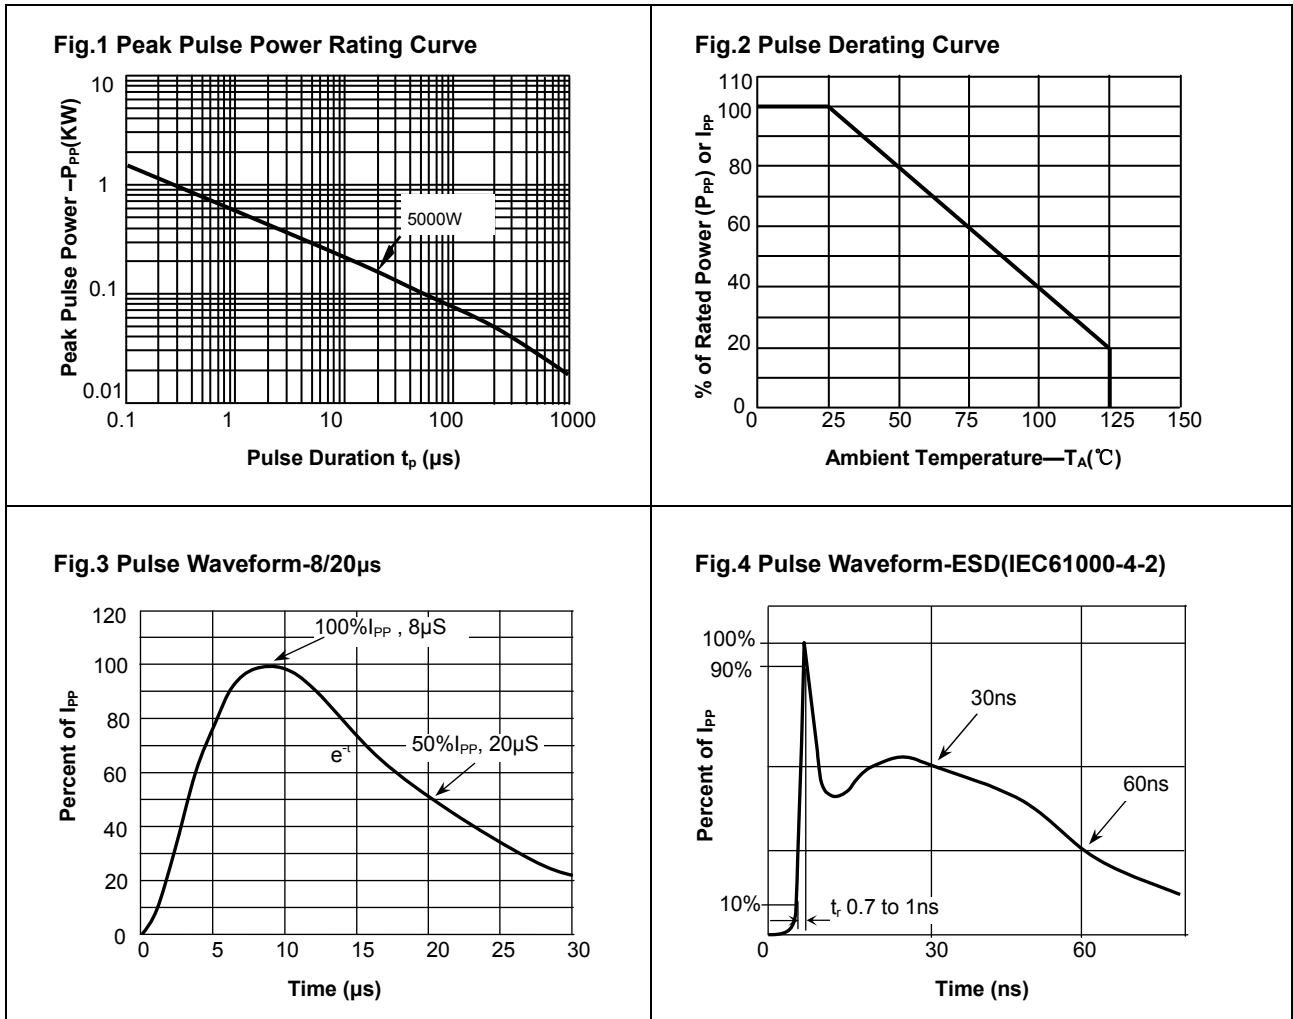 Fig.1 Peak Pulse Power Rating Curve
Peak Pulse Power –PPP(KW)
10
1
0.1
0.01
5000W
0.1 1 10 100 1000
Pulse Duration tp (µs)
Fig.2 Pulse Derating Curve
% of Rated Power (PPP) or IPP
110
100
80
60
40
20
0
25 50 75 100 125 150
Ambient Temperature—TA(℃)
Fig.3 Pulse Waveform-8/20µs
Percent of IPP
120
100
80
60
40
20
0
100%IPP , 8µS
e-t
50%IPP, 20µS
0 5 10 15 20 25 30
Time (µs)
Fig.4 Pulse Waveform-ESD(IEC61000-4-2)
Percent of IPP
100%
90%
10%
30ns
60ns
tr 0.7 to 1ns
0 30 60
Time (ns)